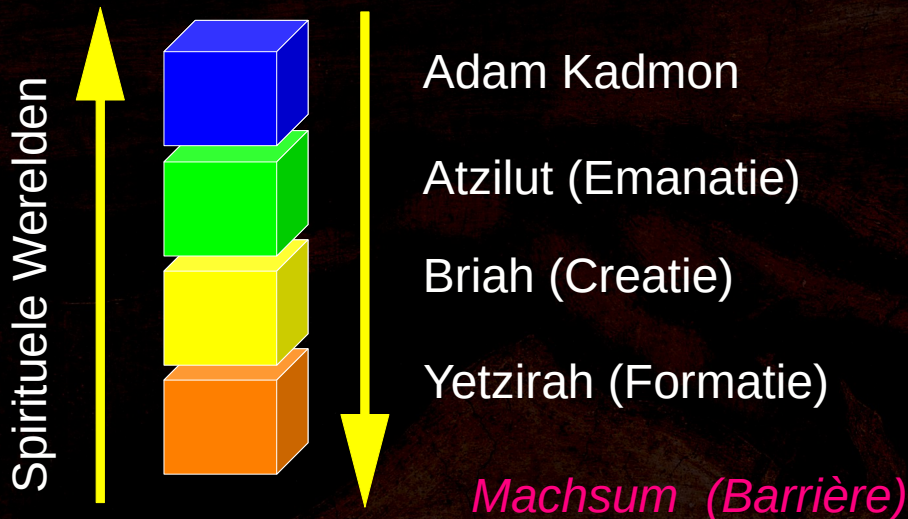 Spirituele Werelden
Adam Kadmon
Atzilut (Emanatie)
Briah (Creatie)
Yetzirah (Formatie)
Machsum (Barrière)